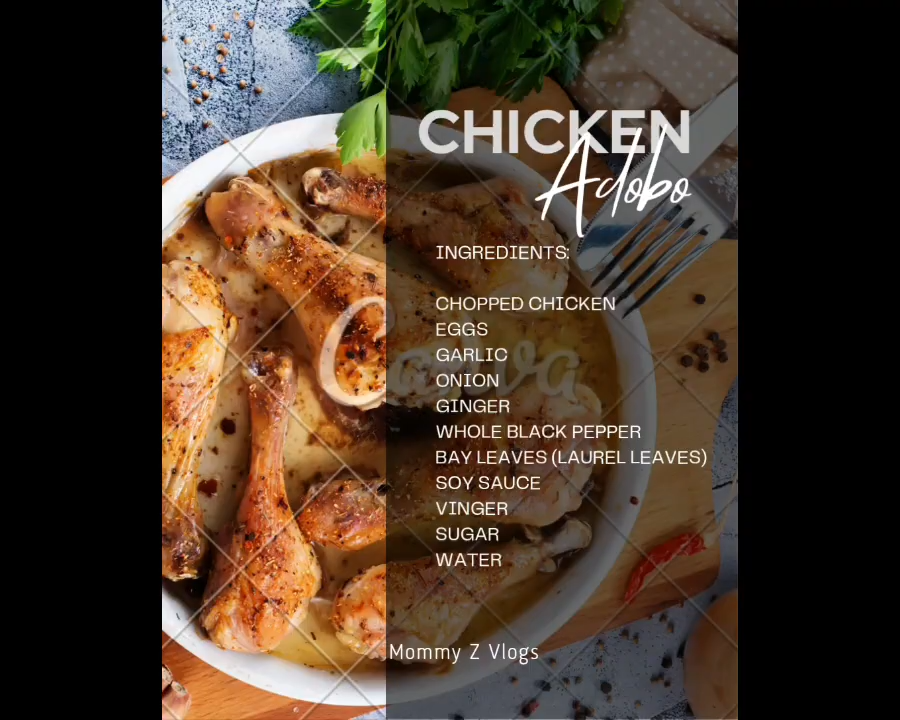 CHICKEN
Adobo
INGREDIENTS:
CHOPPED CHICKEN
EGGS
GARLIC
ONION
GINGER
WHOLE BLACK PEPPER
BAY LEAVES (LAUREL LEAVES)
SOY SAUCE
VINGER
SUGAR
WATER
Canva
Mommy Z Vlogs